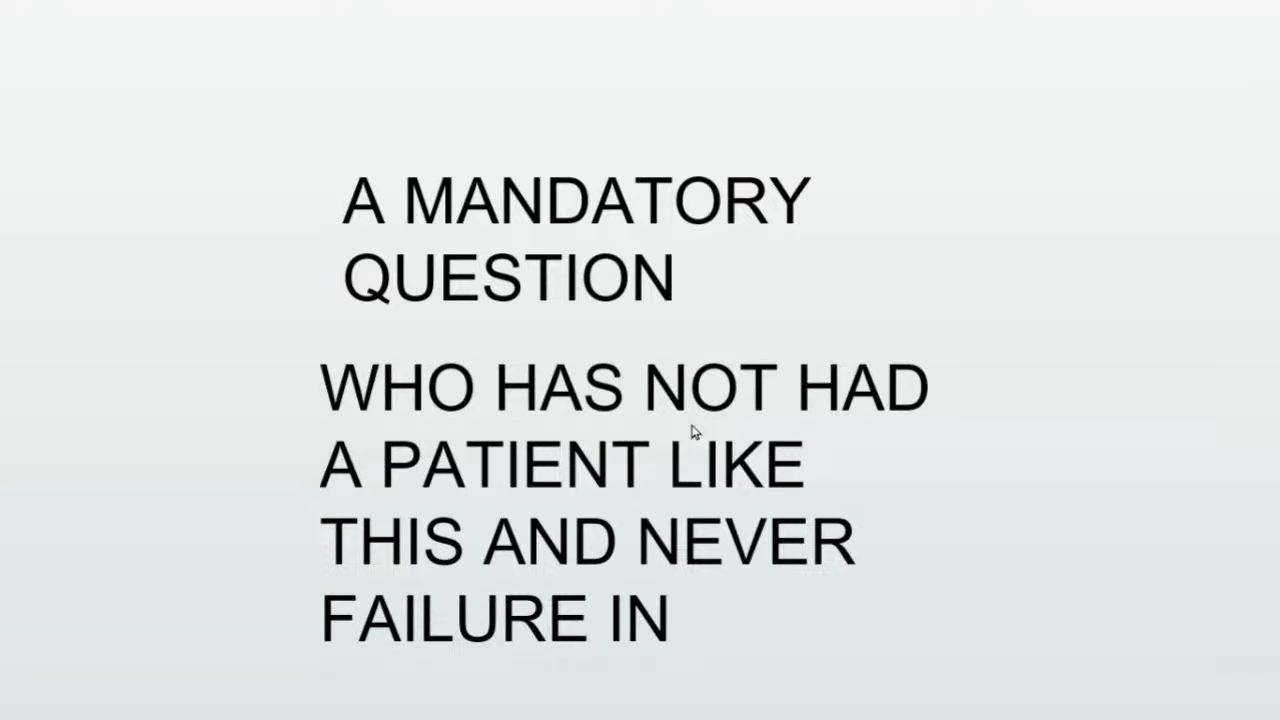 A MANDATORY
QUESTION
WHO HAS NOT HAD
A PATIENT LIKE
THIS AND NEVER
FAILURE IN